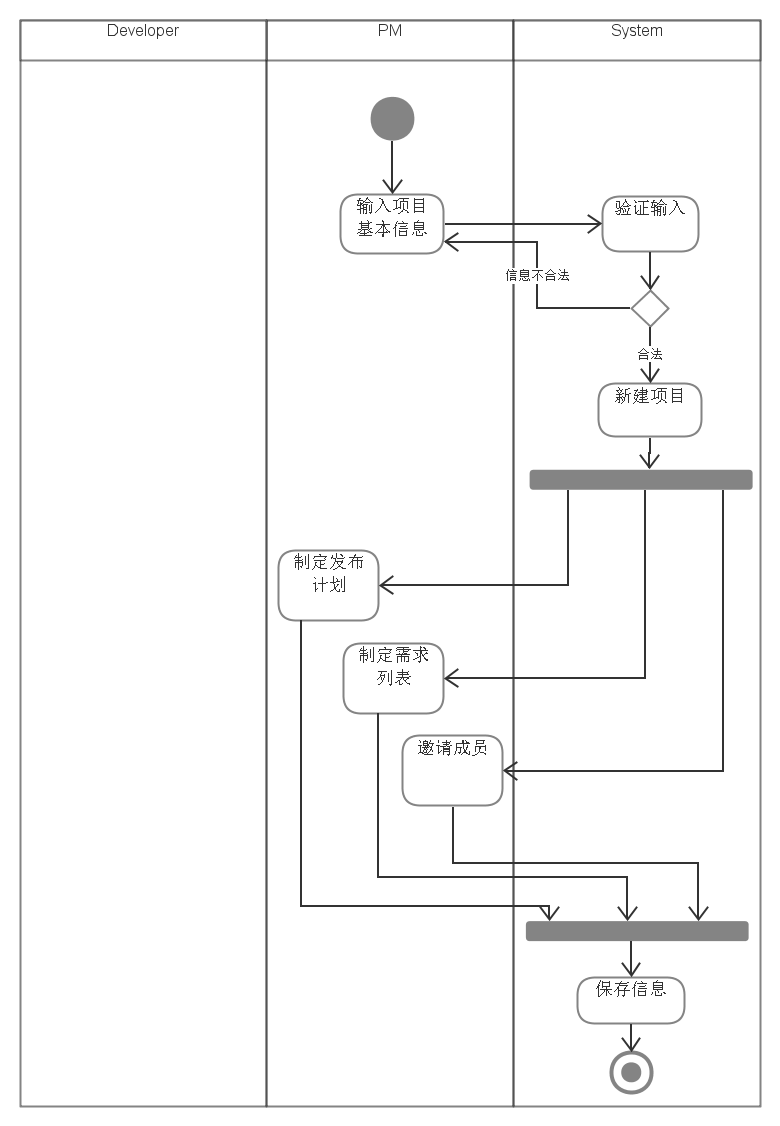 Developer
PM
System
输入项目
基本信息
验证输入
信息不合法
合法
新建项目
制定发布
计划
制定需求
列表
邀请成员
保存信息